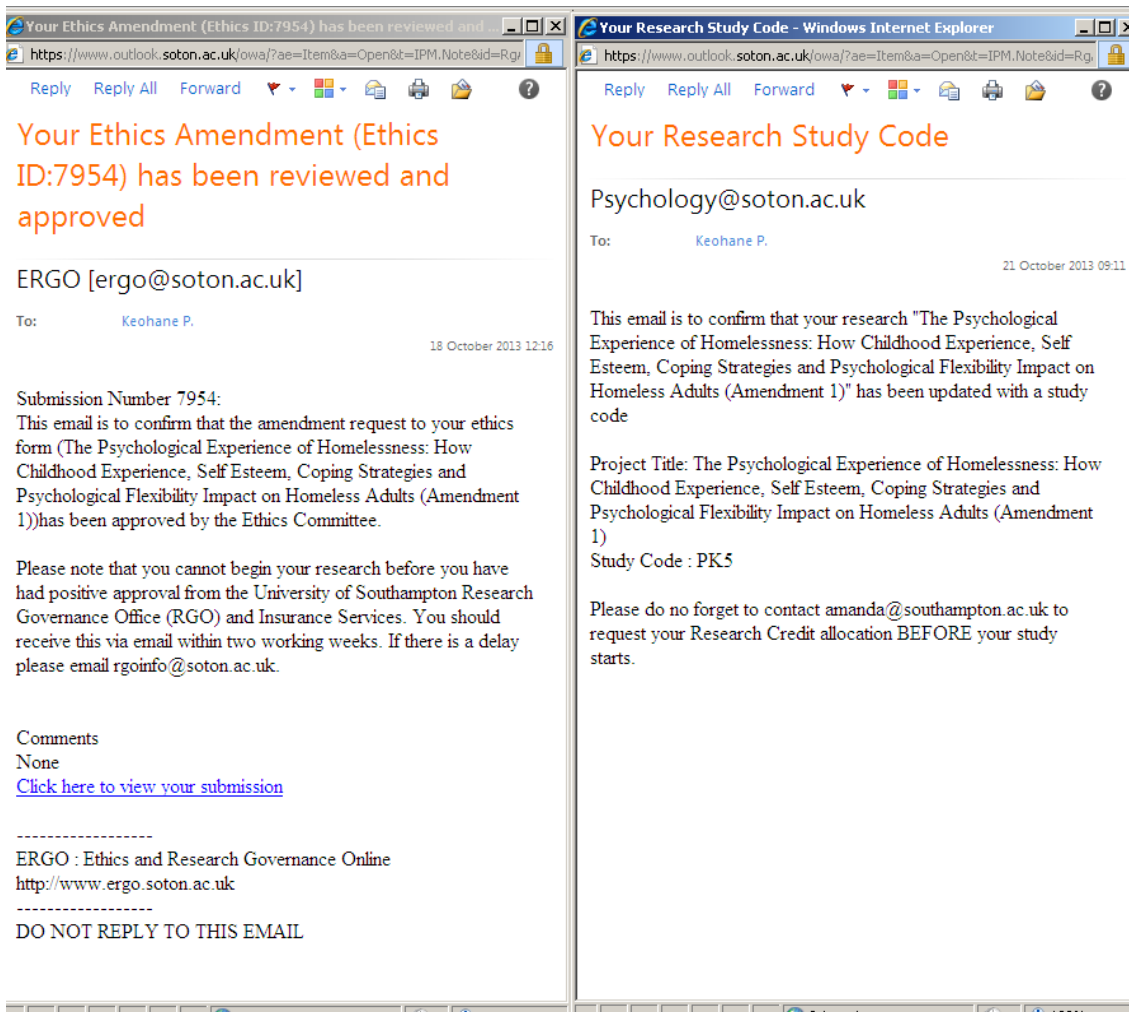 Your Ethics Amendment (Ethics ID:7954) has been reviewed and ...
https://www.outlook.soton.ac.uk/owa/?ae=Item&a=Open&t=IPM.Note&id=Rg
Reply Reply All Forward
Your Ethics Amendment (Ethics
ID:7954) has been reviewed and
approved
ERGO [ergo@soton.ac.uk]
To: Keohane P.
18 October 2013 12:16
Submission Number 7954:
This email is to confirm that the amendment request to your ethics
form (The Psychological Experience of Homelessness: How
Childhood Experience, Self Esteem, Coping Strategies and
Psychological Flexibility Impact on Homeless Adults (Amendment
1))has been approved by the Ethics Committee.
Please note that you cannot begin your research before you have
had positive approval from the University of Southampton Research
Governance Office (RGO) and Insurance Services. You should
receive this via email within two working weeks. If there is a delay
please email rgoinfo@soton.ac.uk.
Comments
None
Click here to view your submission
------------------
ERGO : Ethics and Research Governance Online
http://www.ergo.soton.ac.uk
------------------
DO NOT REPLY TO THIS EMAIL
Your Research Study Code - Windows Internet Explorer
https://www.outlook.soton.ac.uk/owa/?ae=Item&a=Open&t=IPM.Note&id=Rg
Reply Reply All Forward
Your Research Study Code
Psychology@soton.ac.uk
To: Keohane P.
21 October 2013 09:11
This email is to confirm that your research "The Psychological
Experience of Homelessness: How Childhood Experience, Self
Esteem, Coping Strategies and Psychological Flexibility Impact on
Homeless Adults (Amendment 1)" has been updated with a study
code
Project Title: The Psychological Experience of Homelessness: How
Childhood Experience, Self Esteem, Coping Strategies and
Psychological Flexibility Impact on Homeless Adults (Amendment
1)
Study Code : PK5
Please do no forget to contact amanda@southampton.ac.uk to
request your Research Credit allocation BEFORE your study
starts.